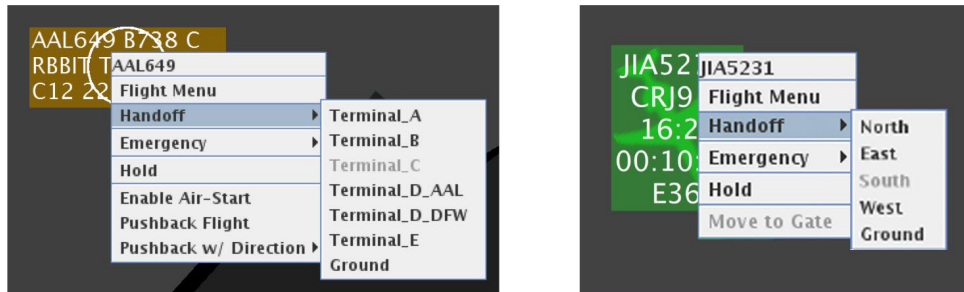 AAL649 B738 C
RBBIT T
C12 22
AAL649
Flight Menu
Handoff
Emergency
Hold
Enable Air-Start
Pushback Flight
Pushback w/ Direction
Terminal_A
Terminal_B
Terminal_C
Terminal_D_AAL
Terminal_D_DFW
Terminal_E
Ground
JIA52
CRJ9
16:2
00:10:
E36
JIA5231
Flight Menu
Handoff
Emergency
Hold
Move to Gate
North
East
South
West
Ground